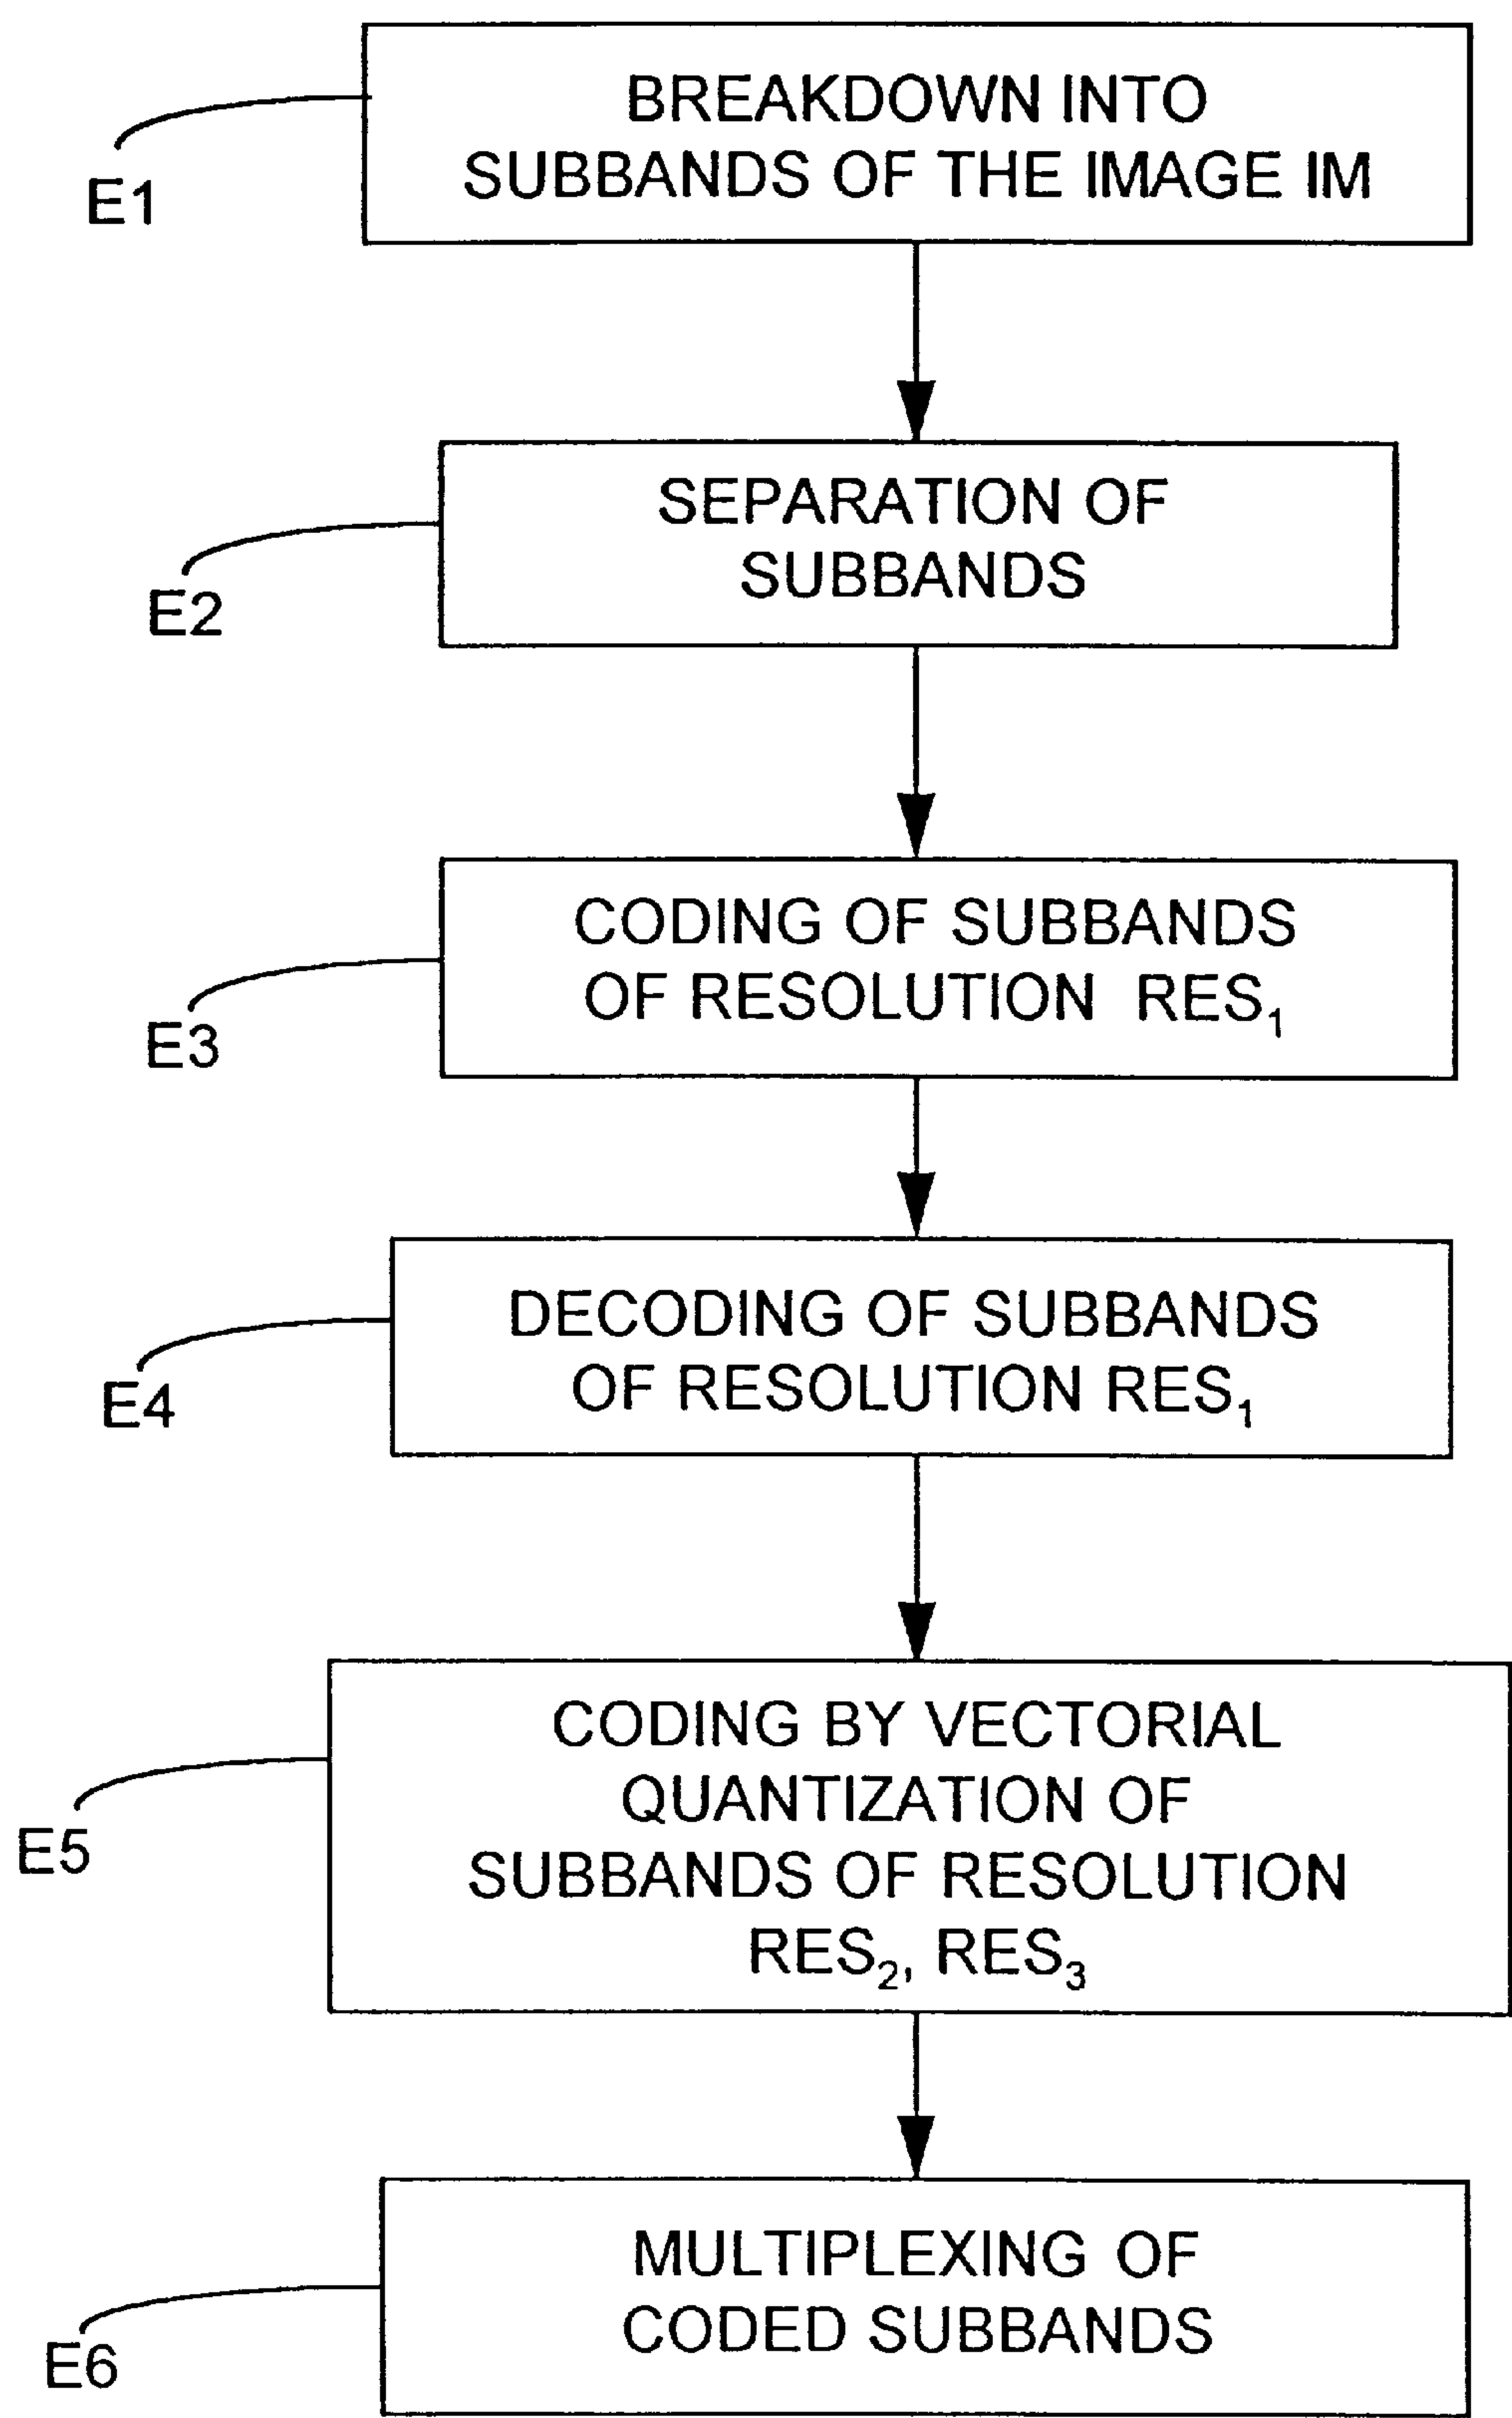 BREAKDOWN INTO
SUBBANDS OF THE IMAGE IM
E1
SEPARATION OF
SUBBANDS
E2
CODING OF SUBBANDS
OF RESOLUTION RES₁
E3
DECODING OF SUBBANDS
OF RESOLUTION RES₁
E4
CODING BY VECTORIAL
QUANTIZATION OF
SUBBANDS OF RESOLUTION
RES₂, RES₃
E5
MULTIPLEXING OF
CODED SUBBANDS
E6